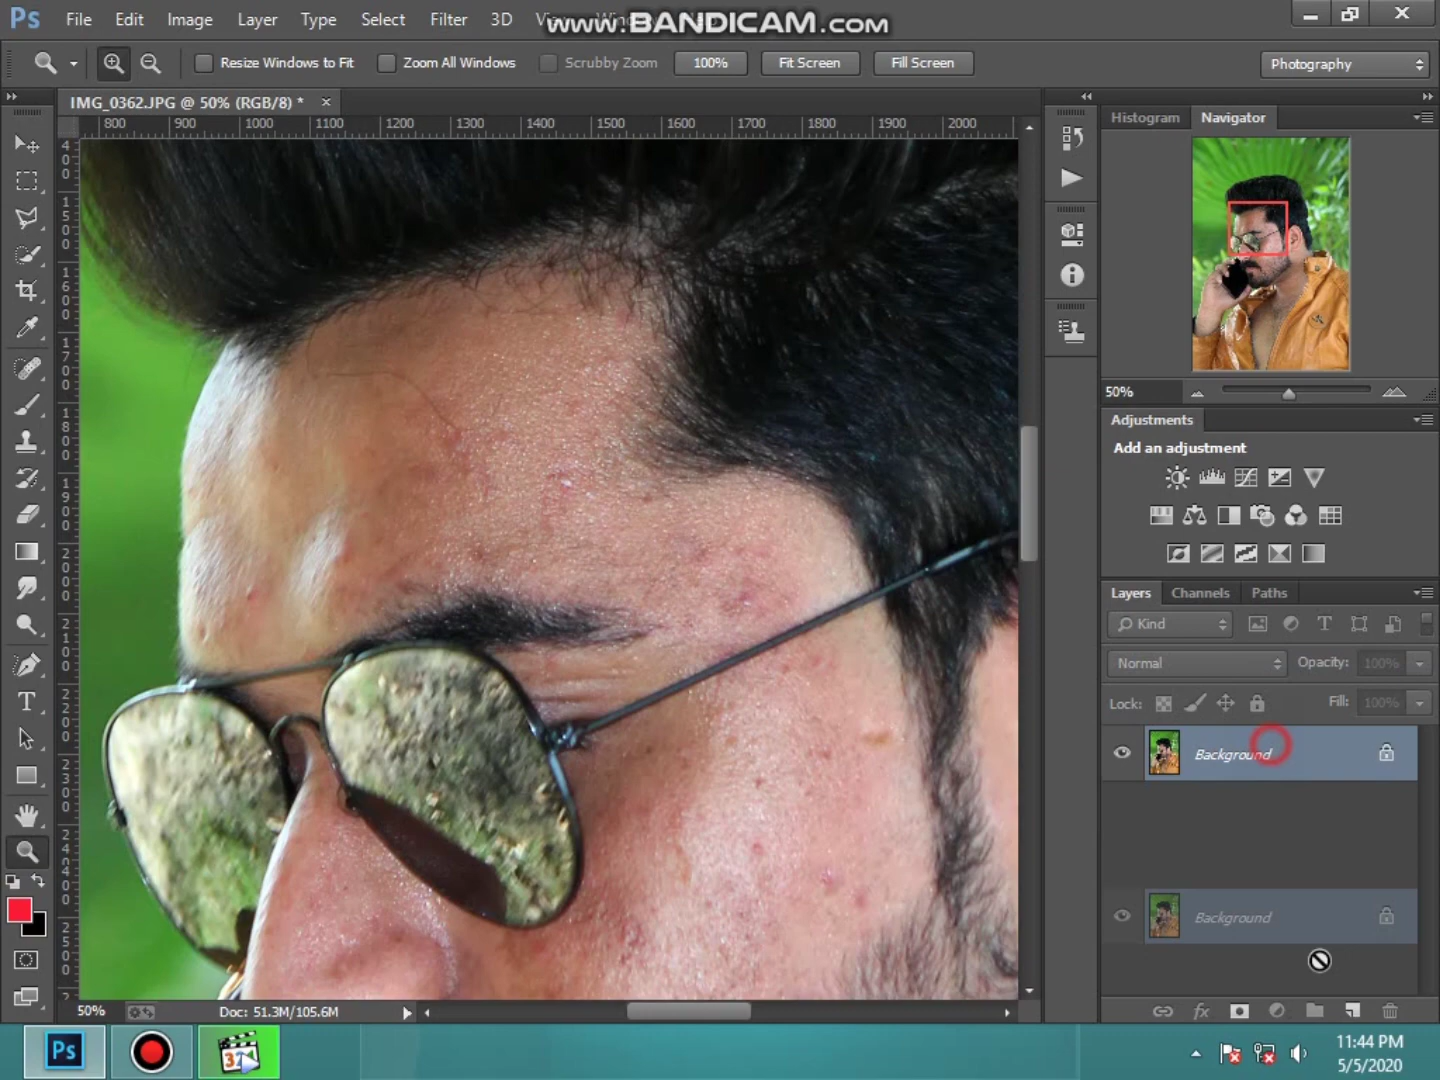 Ps File Edit Image Layer Type Select Filter 3D
www.BANDICAM.com
Resize Windows to Fit Zoom All Windows Scrubby Zoom 100% Fit Screen Fill Screen Photography
IMG_0362.JPG @ 50% (RGB/8) * ×
Histogram Navigator
800 900 1000 1100 1200 1300 1400 1500 1600 1700 1800 1900 2000
50%
Adjustments
Add an adjustment
Layers Channels Paths
Kind
Normal Opacity: 100%
Lock: Fill: 100%
Background
Background
50% Doc: 51.3M/105.6M
Ps
11:44 PM
5/5/2020